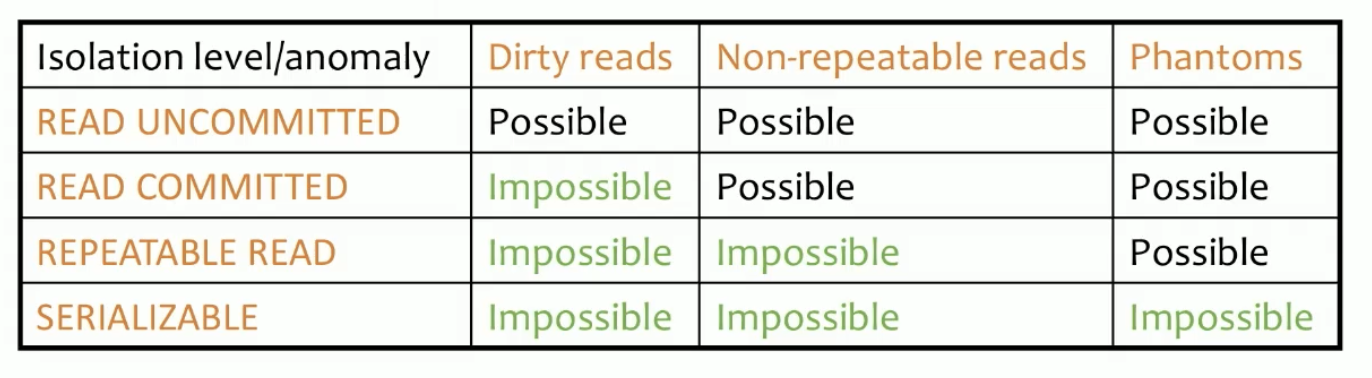 Isolation level/anomaly Dirty reads Non-repeatable reads Phantoms
READ UNCOMMITTED Possible Possible Possible
READ COMMITTED Impossible Possible Possible
REPEATABLE READ Impossible Impossible Possible
SERIALIZABLE Impossible Impossible Impossible